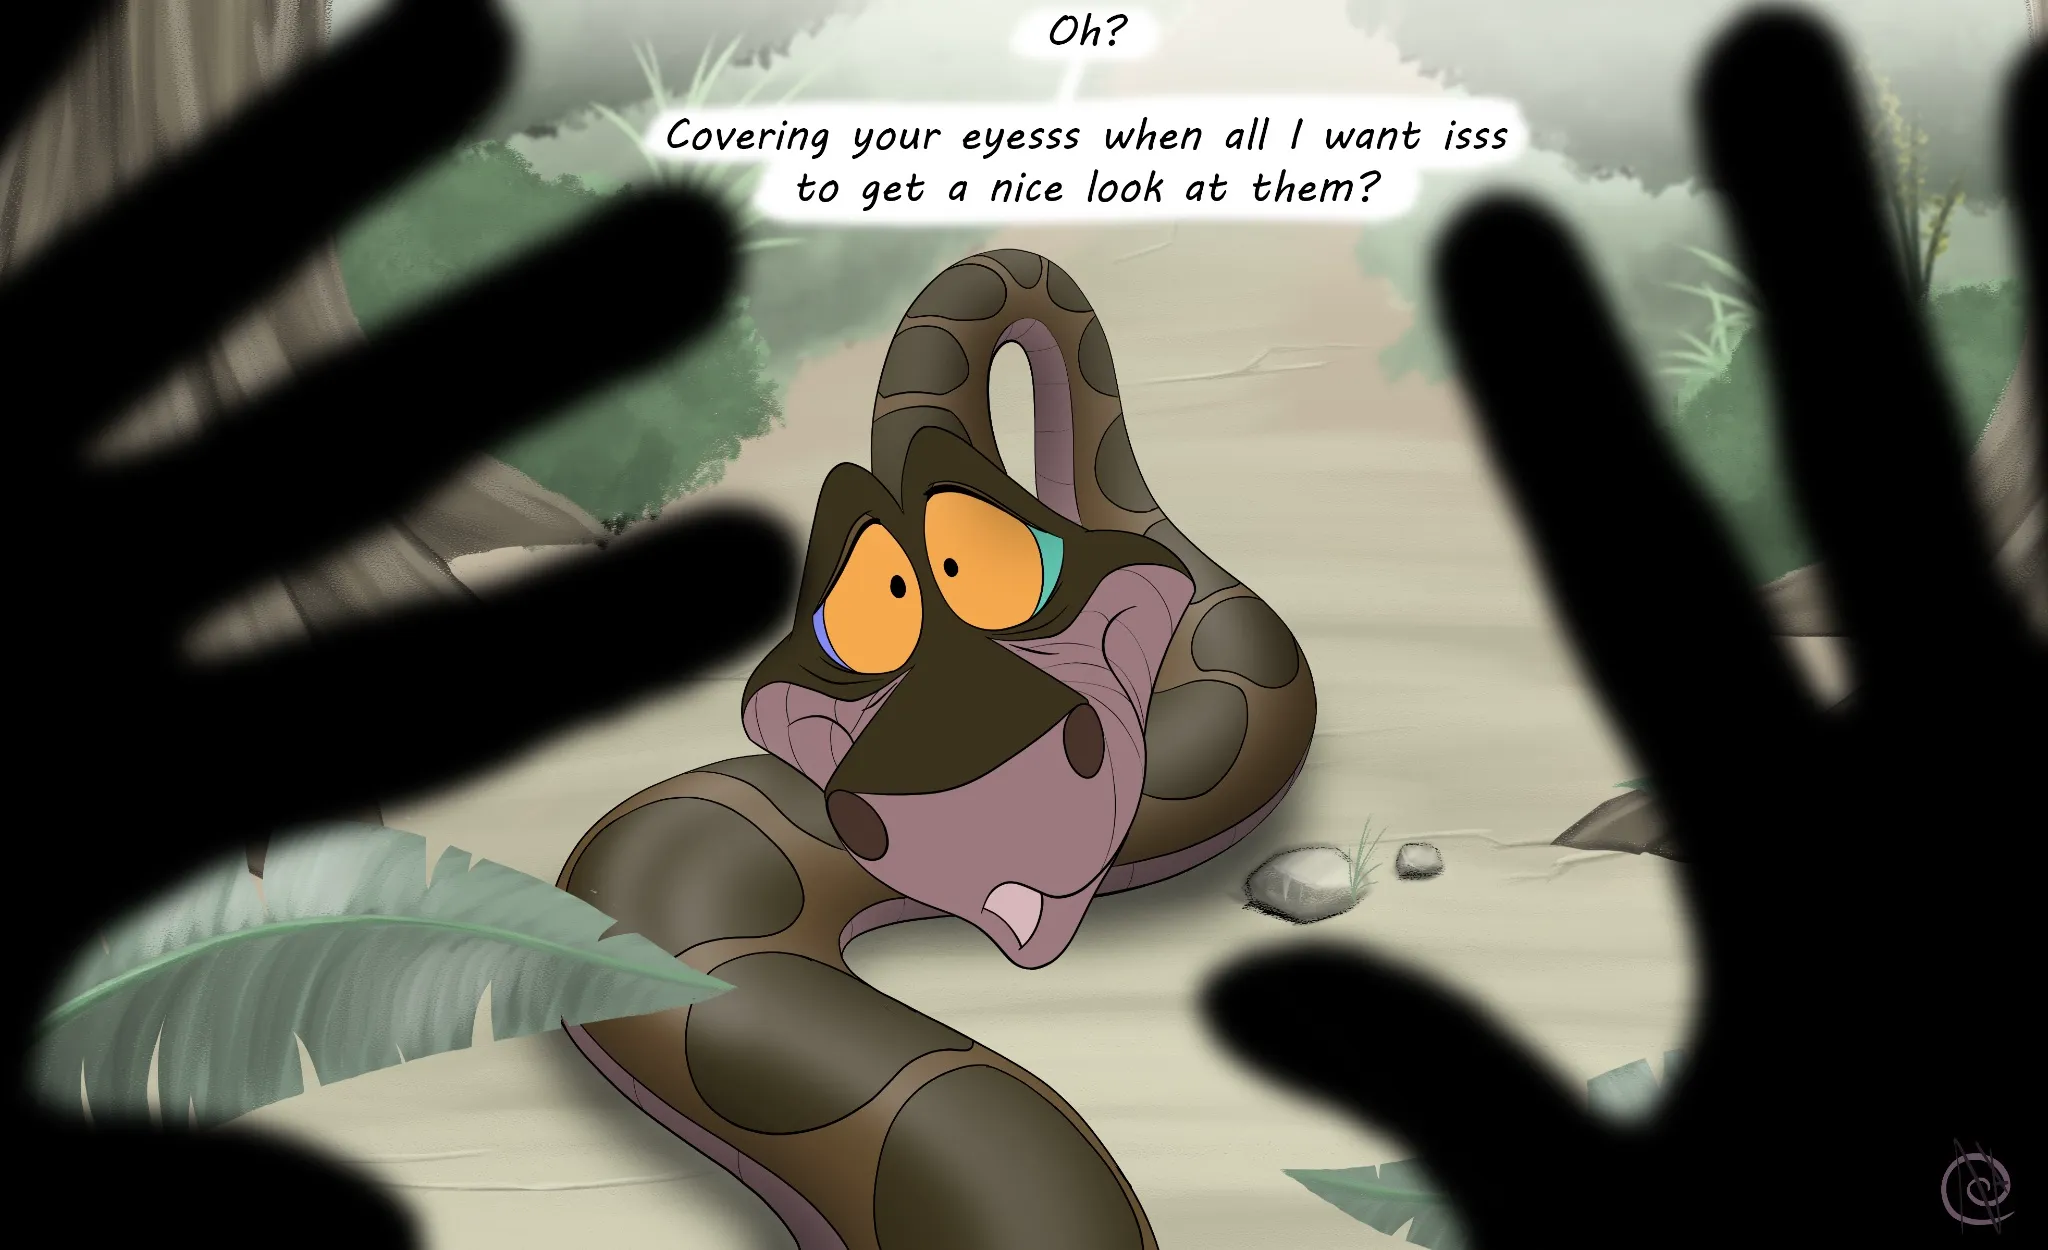 Oh?
Covering your eyesss when all I want isss
to get a nice look at them?